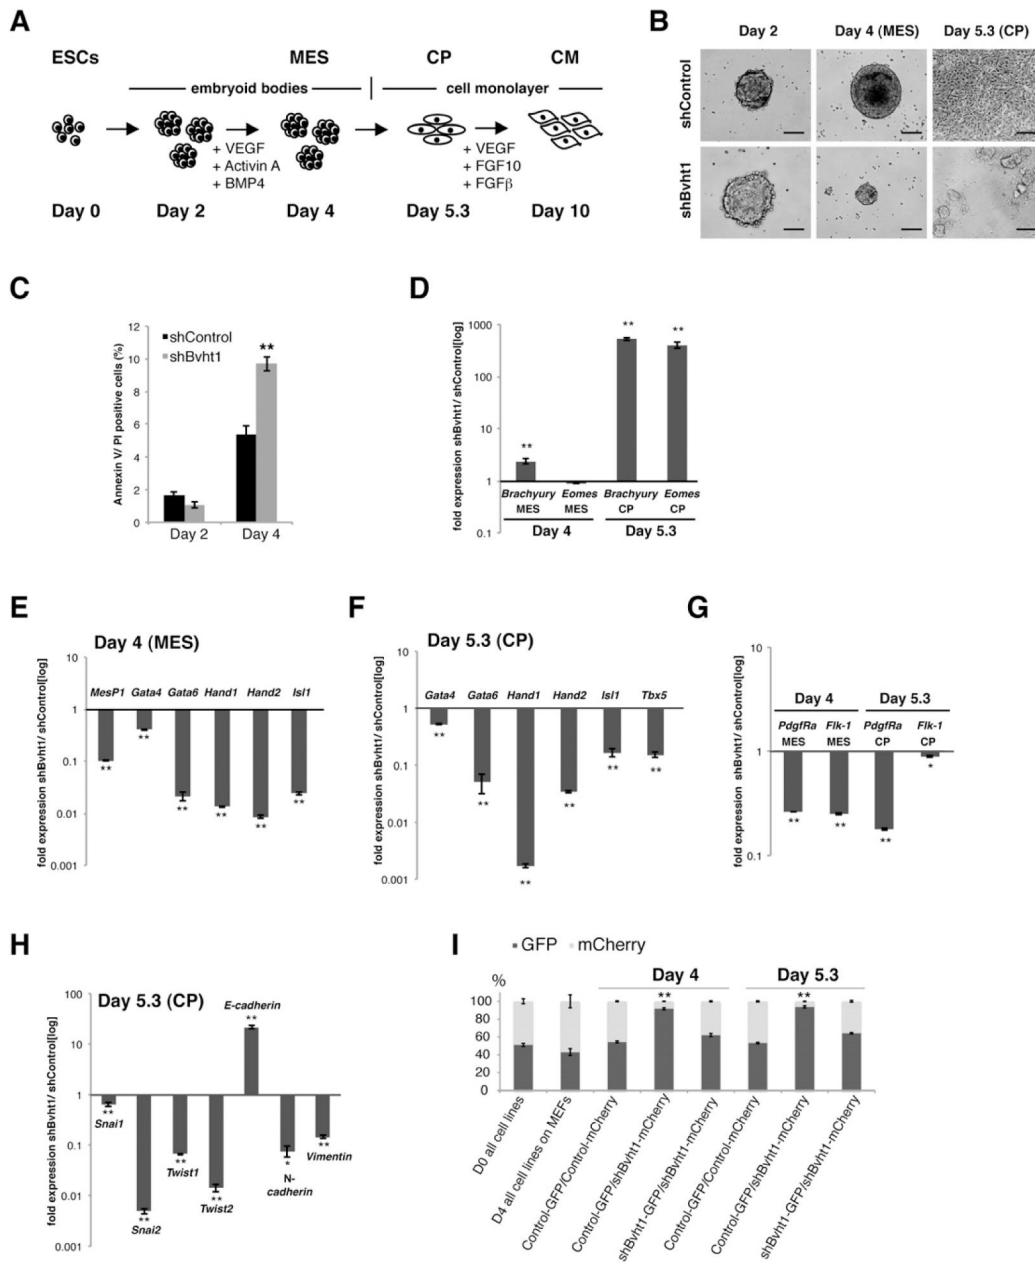 A
ESCs MES CP CM
embryoid bodies cell monolayer
+ VEGF + VEGF
+ Activin A + FGF10
+ BMP4 + FGFβ
Day 0 Day 2 Day 4 Day 5.3 Day 10
B
Day 2 Day 4 (MES) Day 5.3 (CP)
shControl
shBvht1
C
Annexin V/ PI positive cells (%)
12
10
8
6
4
2
0
shControl
shBvht1
**
Day 2 Day 4
D
fold expression shBvht1/ shControl[log]
1000
100
10
1
0.1
** ** **
Brachyury Eomes Brachyury Eomes
MES MES CP CP
Day 4 Day 5.3
E
Day 4 (MES)
fold expression shBvht1/ shControl[log]
10
1
0.1
0.01
0.001
MesP1 Gata4 Gata6 Hand1 Hand2 Isl1
** ** ** ** ** **
F
Day 5.3 (CP)
fold expression shBvht1/ shControl[log]
10
1
0.1
0.01
0.001
Gata4 Gata6 Hand1 Hand2 Isl1 Tbx5
** ** ** ** ** **
G
fold expression shBvht1/ shControl[log]
10
1
0.1
Day 4 Day 5.3
PdgfRa Flk-1 PdgfRa Flk-1
MES MES CP CP
** ** ** *
H
Day 5.3 (CP)
fold expression shBvht1/ shControl[log]
100
10
1
0.1
0.01
0.001
E-cadherin
**
**
Snai1
**
Snai2
**
Twist1
**
Twist2
*
N-
cadherin
**
Vimentin
I
GFP mCherry
%
Day 4 Day 5.3
** **
100
80
60
40
20
0
D0 all cell lines
D4 all cell lines on MEFs
Control-GFP/Control-mCherry
Control-GFP/shBvht1-mCherry
shBvht1-GFP/shBvht1-mCherry
Control-GFP/Control-mCherry
Control-GFP/shBvht1-mCherry
shBvht1-GFP/shBvht1-mCherry